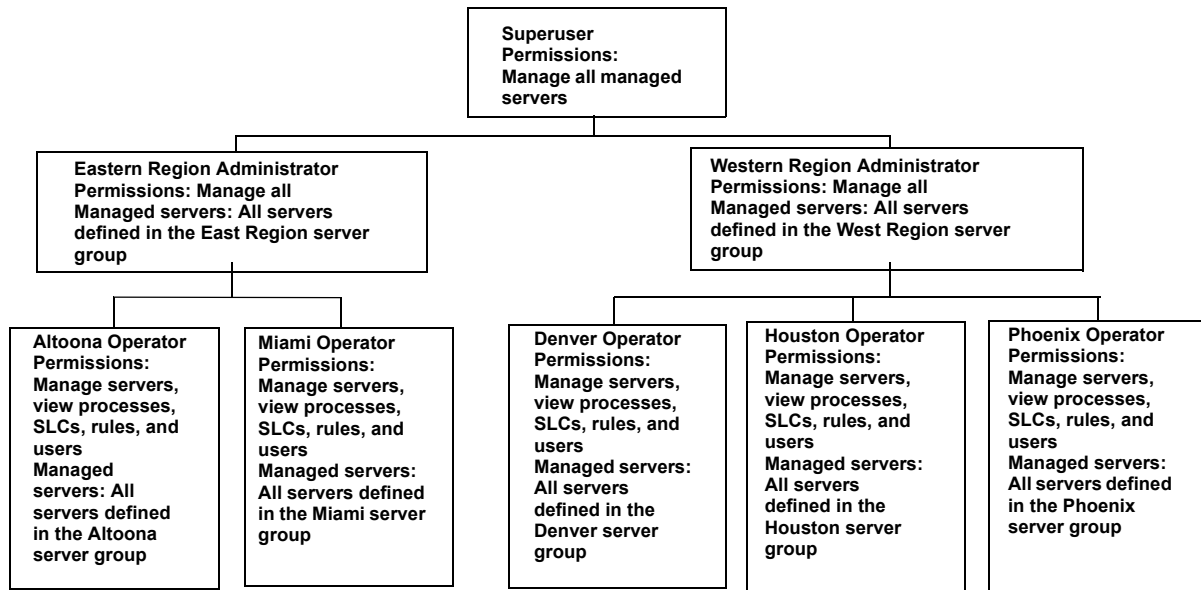 Superuser
Permissions:
Manage all managed
servers
Eastern Region Administrator
Permissions: Manage all
Managed servers: All servers
defined in the East Region server
group
Western Region Administrator
Permissions: Manage all
Managed servers: All servers
defined in the West Region server
group
Altoona Operator
Permissions:
Manage servers,
view processes,
SLCs, rules, and
users
Managed
servers: All
servers defined
in the Altoona
server group
Miami Operator
Permissions:
Manage servers,
view processes,
SLCs, rules, and
users
Managed servers:
All servers defined
in the Miami server
group
Denver Operator
Permissions:
Manage servers,
view processes,
SLCs, rules, and
users
Managed servers:
All servers
defined in the
Denver server
group
Houston Operator
Permissions:
Manage servers,
view processes,
SLCs, rules, and
users
Managed servers:
All servers
defined in the
Houston server
group
Phoenix Operator
Permissions:
Manage servers,
view processes,
SLCs, rules, and
users
Managed servers:
All servers defined
in the Phoenix
server group